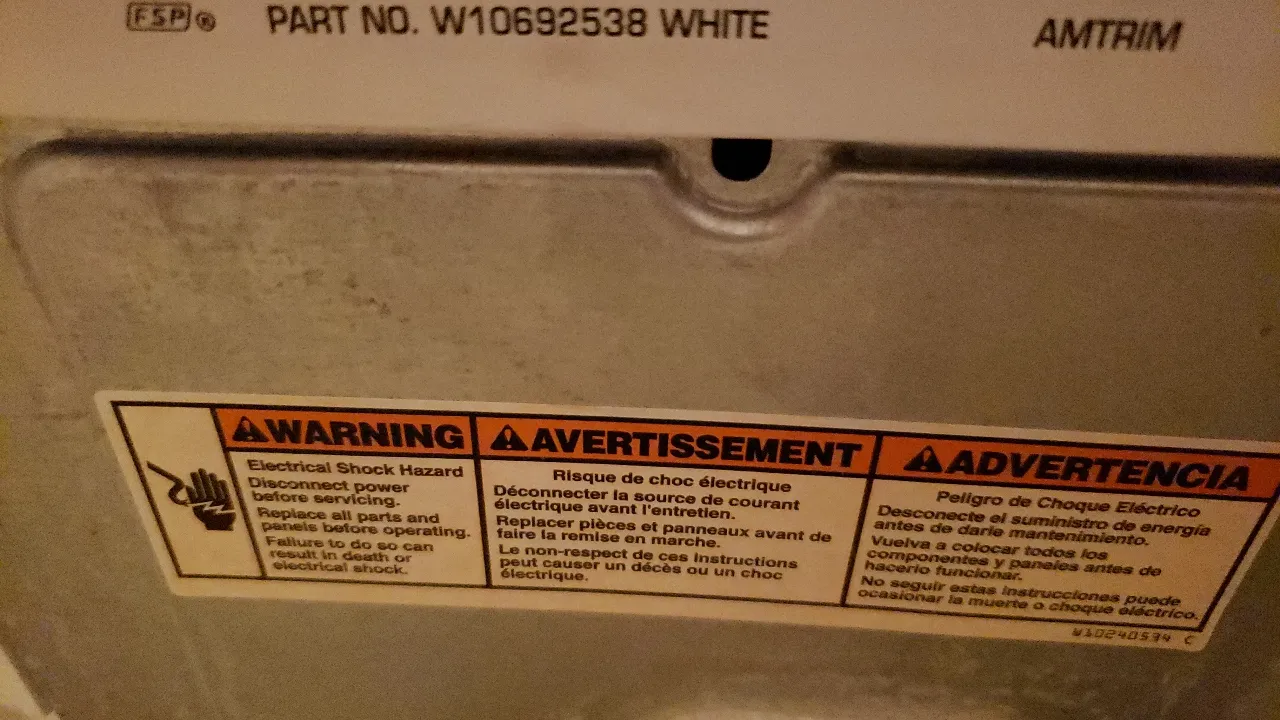 FSP® PART NO. W10692538 WHITE AMTRIM
WARNING
Electrical Shock Hazard
Disconnect power
before servicing.
Replace all parts and
panels before operating.
Failure to do so can
result in death or
electrical shock.
AVERTISSEMENT
Risque de choc électrique
Déconnecter la source de courant
électrique avant l'entretien.
Replacer pièces et panneaux avant de
faire la remise en marche.
Le non-respect de ces instructions
peut causer un décès ou un choc
électrique.
ADVERTENCIA
Peligro de Choque Eléctrico
Desconecte el suministro de energía
antes de darle mantenimiento.
Vuelva a colocar todos los
componentes y paneles antes de
hacerlo funcionar.
No seguir estas instrucciones puede
ocasionar la muerte o choque eléctrico.
W10240534 C